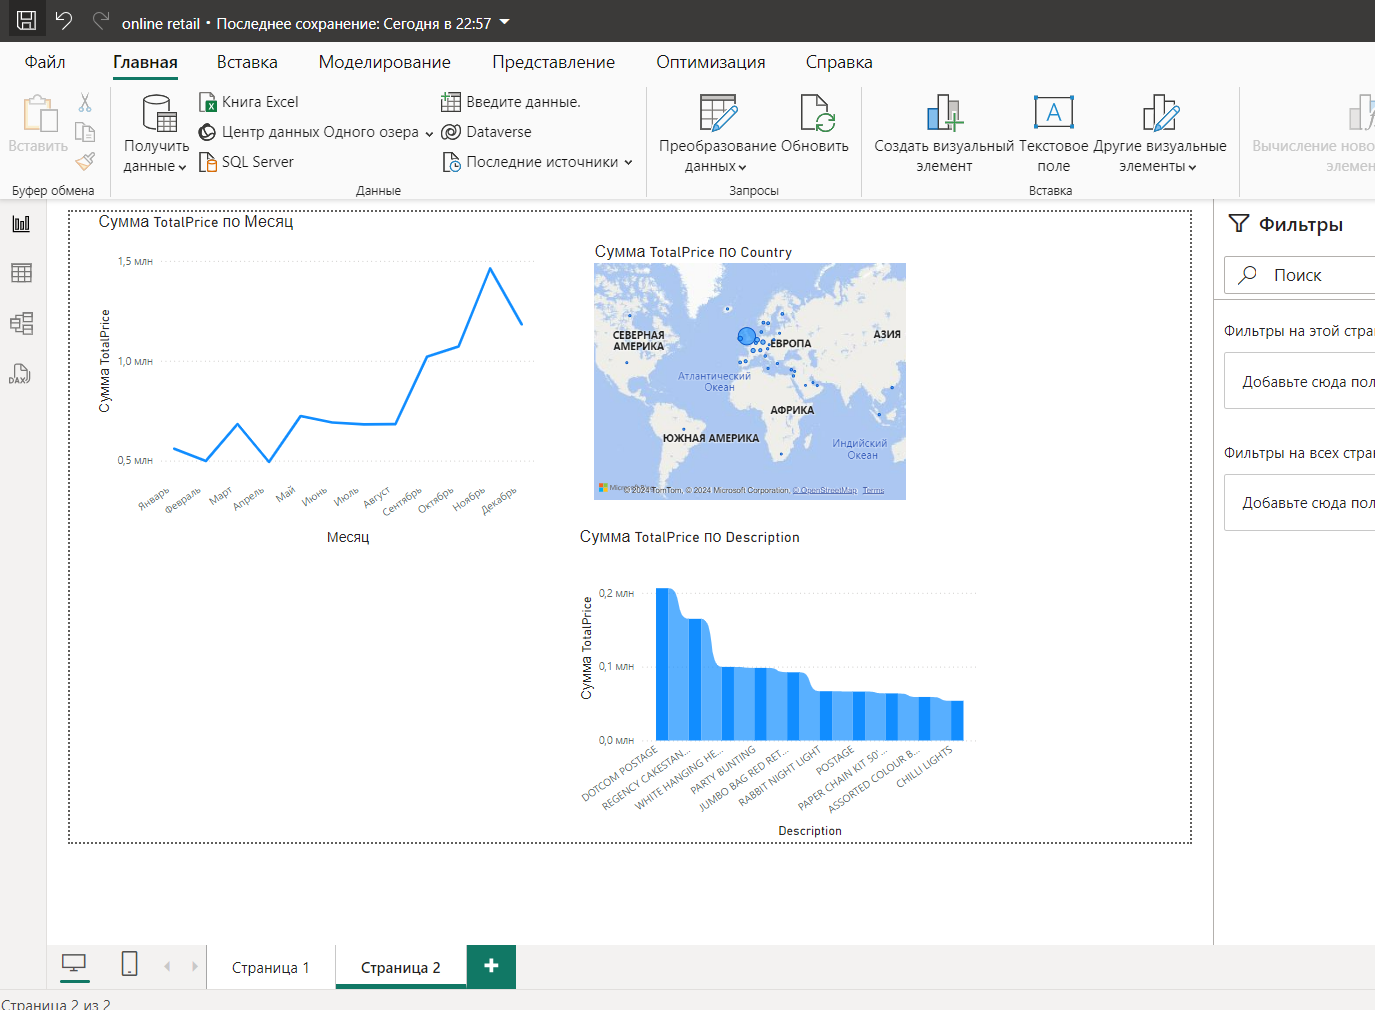 online retail • Последнее сохранение: Сегодня в 22:57
Файл
Главная
Вставка
Моделирование
Представление
Оптимизация
Справка
Вставить
Буфер обмена
Получить данные
Книга Excel
Центр данных Одного озера
SQL Server
Введите данные.
Dataverse
Последние источники
Данные
Преобразование данных
Обновить
Запросы
Создать визуальный элемент
Текстовое поле
A
Другие визуальные элементы
Вставка
Вычисление ново
элемен
DAX
Сумма TotalPrice по Месяц
1,5 млн
1,0 млн
0,5 млн
Сумма TotalPrice
Январь
Февраль
Март
Апрель
Май
Июнь
Июль
Август
Сентябрь
Октябрь
Ноябрь
Декабрь
Месяц
Сумма TotalPrice по Country
СЕВЕРНАЯ АМЕРИКА
ЕВРОПА
АЗИЯ
Атлантический Океан
АФРИКА
ЮЖНАЯ АМЕРИКА
Индийский Океан
© 2024 TomTom, © 2024 Microsoft Corporation, © OpenStreetMap Terms
Сумма TotalPrice по Description
0,2 млн
0,1 млн
0,0 млн
Сумма TotalPrice
DOTCOM POSTAGE
REGENCY CAKESTAN...
WHITE HANGING HE...
PARTY BUNTING
JUMBO BAG RED RET...
RABBIT NIGHT LIGHT
POSTAGE
PAPER CHAIN KIT 50'...
ASSORTED COLOUR B...
CHILLI LIGHTS
Description
Фильтры
Поиск
Фильтры на этой стра
Добавьте сюда пол
Фильтры на всех стра
Добавьте сюда пол
Страница 1
Страница 2
+
Страница 2 из 2